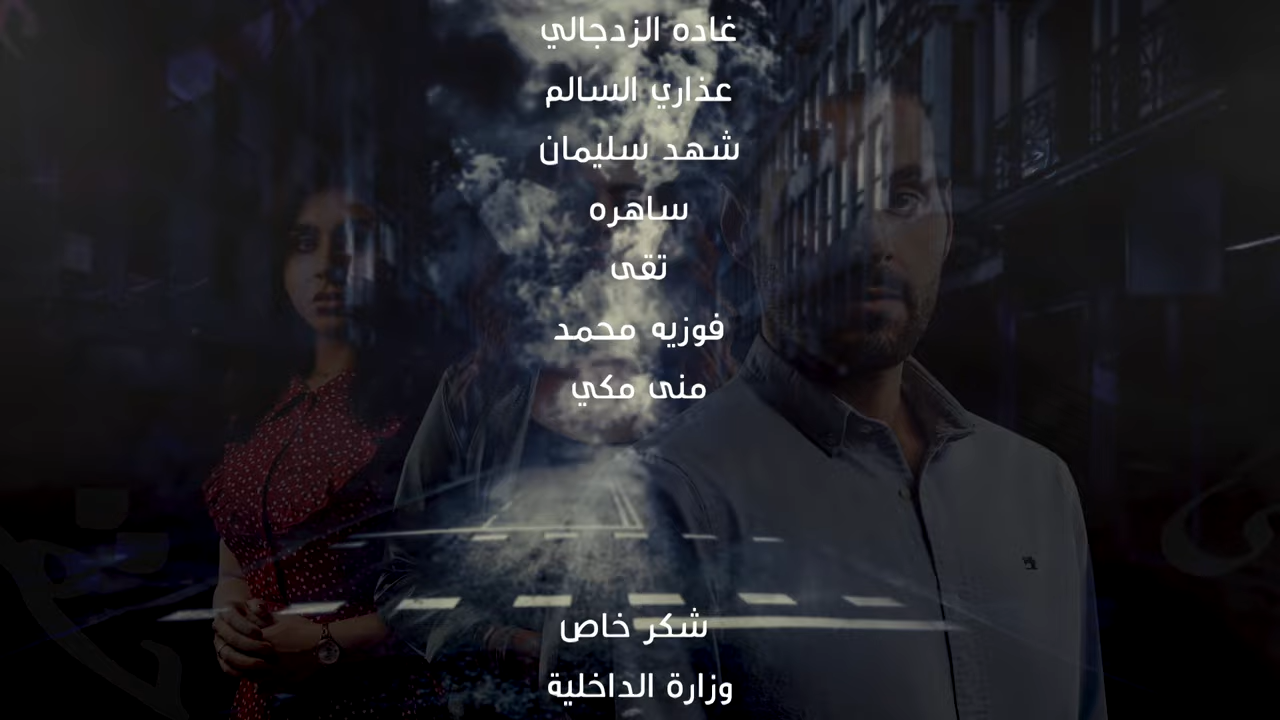 غاده الزدجالي
عذاري السالم
شهد سليمان
ساهره
تقى
فوزيه محمد
منى مكي
شكر خاص
وزارة الداخلية